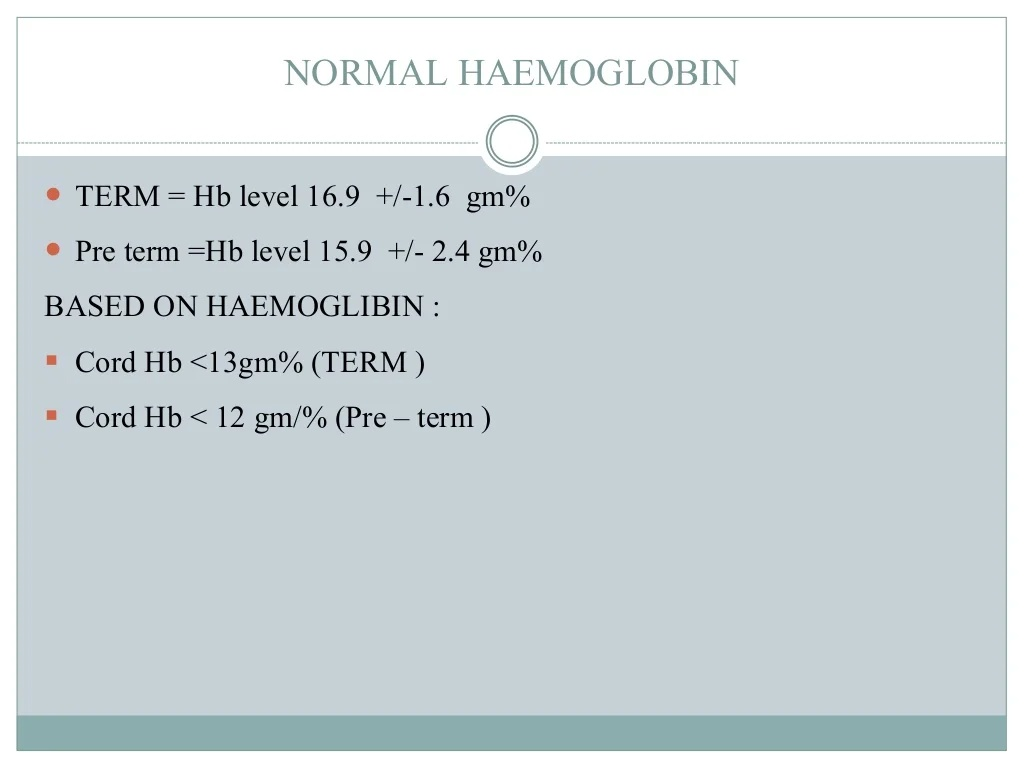 NORMAL HAEMOGLOBIN
TERM = Hb level 16.9 +/-1.6 gm%
Pre term =Hb level 15.9 +/- 2.4 gm%
BASED ON HAEMOGLIBIN :
Cord Hb <13gm% (TERM )
Cord Hb < 12 gm/% (Pre – term )